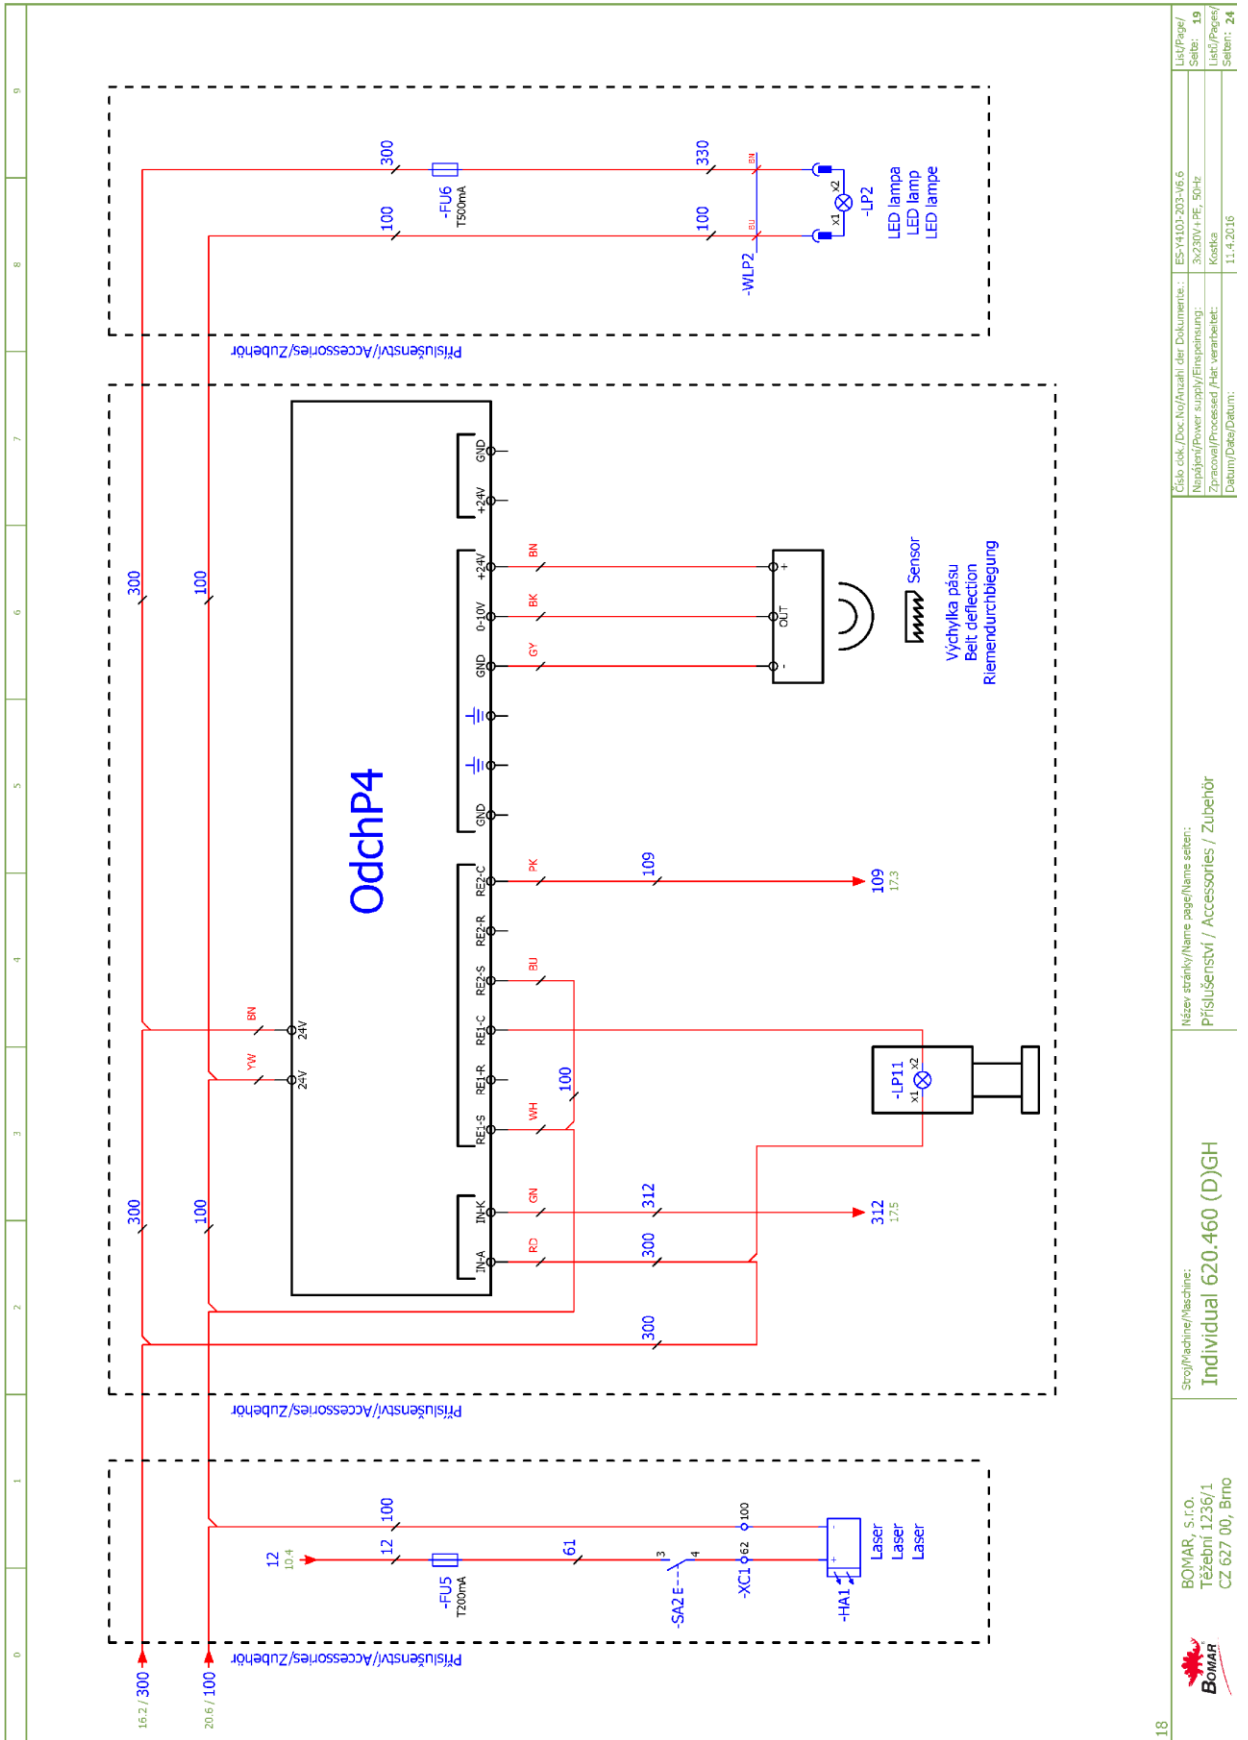 0 1 2 3 4 5 6 7 8 9
16.2 / 300
20.6 / 100
300
100
300
100
Příslušenství/Accessories/Zubehör
12
10.4
12
100
-FU5
T200mA
61
-SA2
E
3
4
-XC1
62
100
-HA1
+
-
Laser
Laser
Laser
Příslušenství/Accessories/Zubehör
YW
BN
24V
24V
OdchP4
IN-A
IN-K
RE1-S
RE1-R
RE1-C
RE2-S
RE2-R
RE2-C
GND
GND
0-10V
+24V
+24V
GND
RD
GN
WH
BU
PK
GY
BK
BN
300
300
312
100
109
312
17.5
109
17.3
-LP11
x1
x2
-
OUT
+
Sensor
Výchylka pásu
Belt deflection
Riemendurchbiegung
Příslušenství/Accessories/Zubehör
100
300
-FU6
T500mA
100
330
-WLP2
BU
BN
x1
x2
-LP2
LED lampa
LED lamp
LED lampe
18
BOMAR
BOMAR, s.r.o.
Těžební 1236/1
CZ 627 00, Brno
Stroj/Machine/Maschine:
Individual 620.460 (D)GH
Název stránky/Name page/Name seiten:
Příslušenství / Accessories / Zubehör
Číslo dok./Doc.No/Anzahl der Dokumente.:
ES-Y410J-203-V6.6
Napájení/Power supply/Einspeisung:
3x230V+PE, 50Hz
Zpracoval/Processed /Hat verarbeitet:
Kostka
Datum/Date/Datum:
11.4.2016
List/Page/
Seite: 19
Listů/Pages/
Seiten: 24